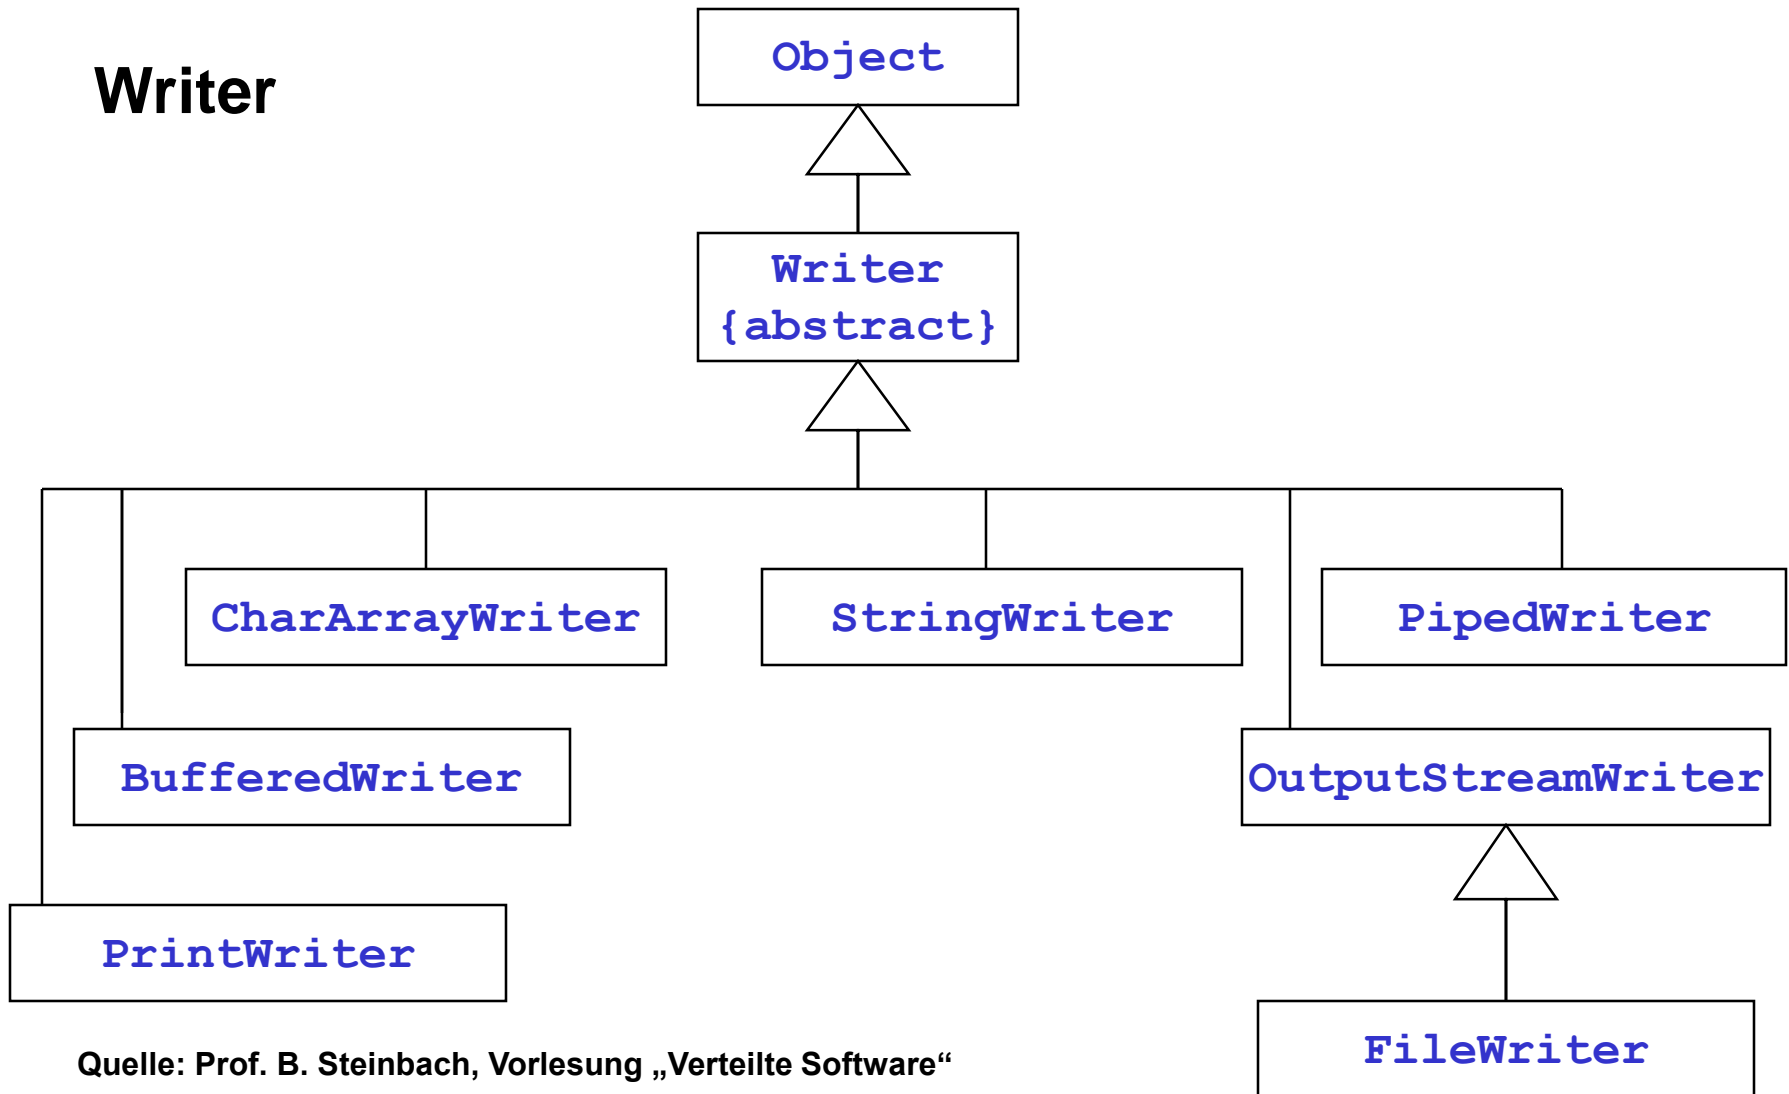 Writer
Object
Writer
{abstract}
CharArrayWriter
StringWriter
PipedWriter
BufferedWriter
OutputStreamWriter
PrintWriter
FileWriter
Quelle: Prof. B. Steinbach, Vorlesung „Verteilte Software“